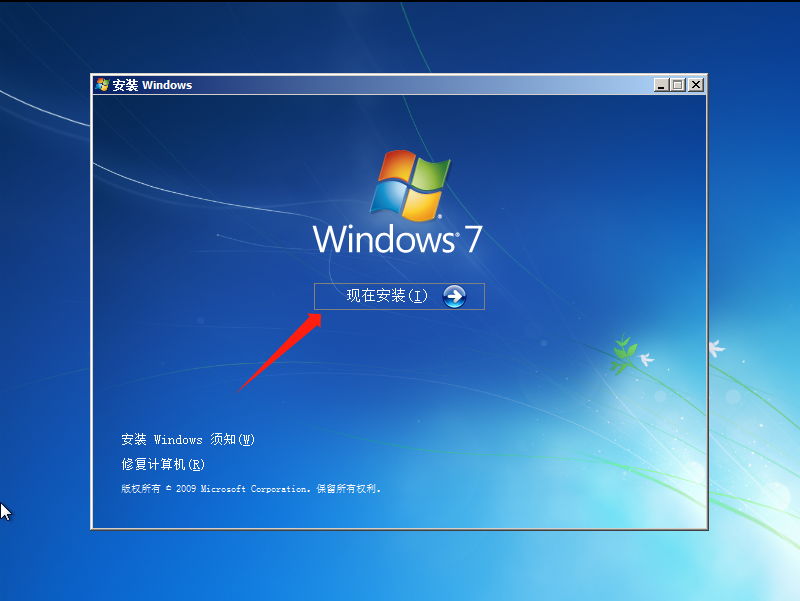 安装 Windows
Windows® 7
现在安装(I)
安装 Windows 须知(W)
修复计算机(R)
版权所有 © 2009 Microsoft Corporation。保留所有权利。